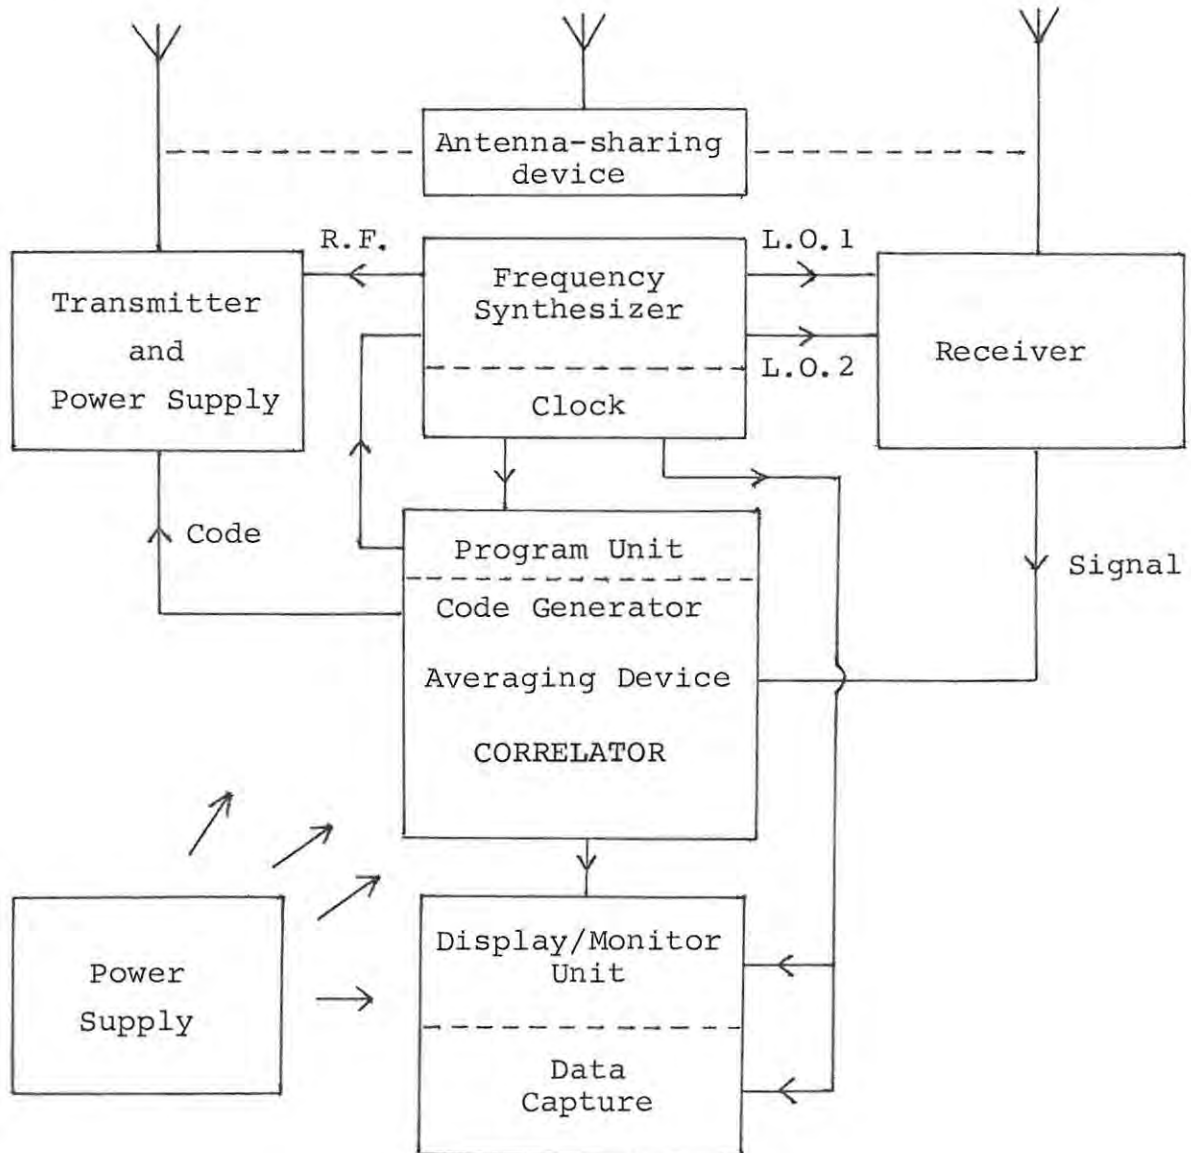 Antenna-sharing
device
R.F.
L.O.1
Transmitter
and
Power Supply
Frequency
Synthesizer
Clock
L.O.2
Receiver
Code
Signal
Program Unit
Code Generator
Averaging Device
CORRELATOR
Power
Supply
Display/Monitor
Unit
Data
Capture